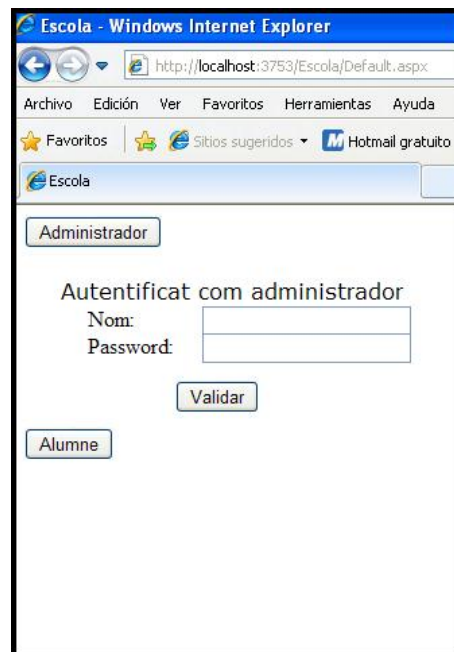 Escola - Windows Internet Explorer
http://localhost:3753/Escola/Default.aspx
Archivo Edición Ver Favoritos Herramientas Ayuda
Favoritos Sitios sugeridos Hotmail gratuito
Escola
Administrador
Autentificat com administrador
Nom:
Password:
Validar
Alumne